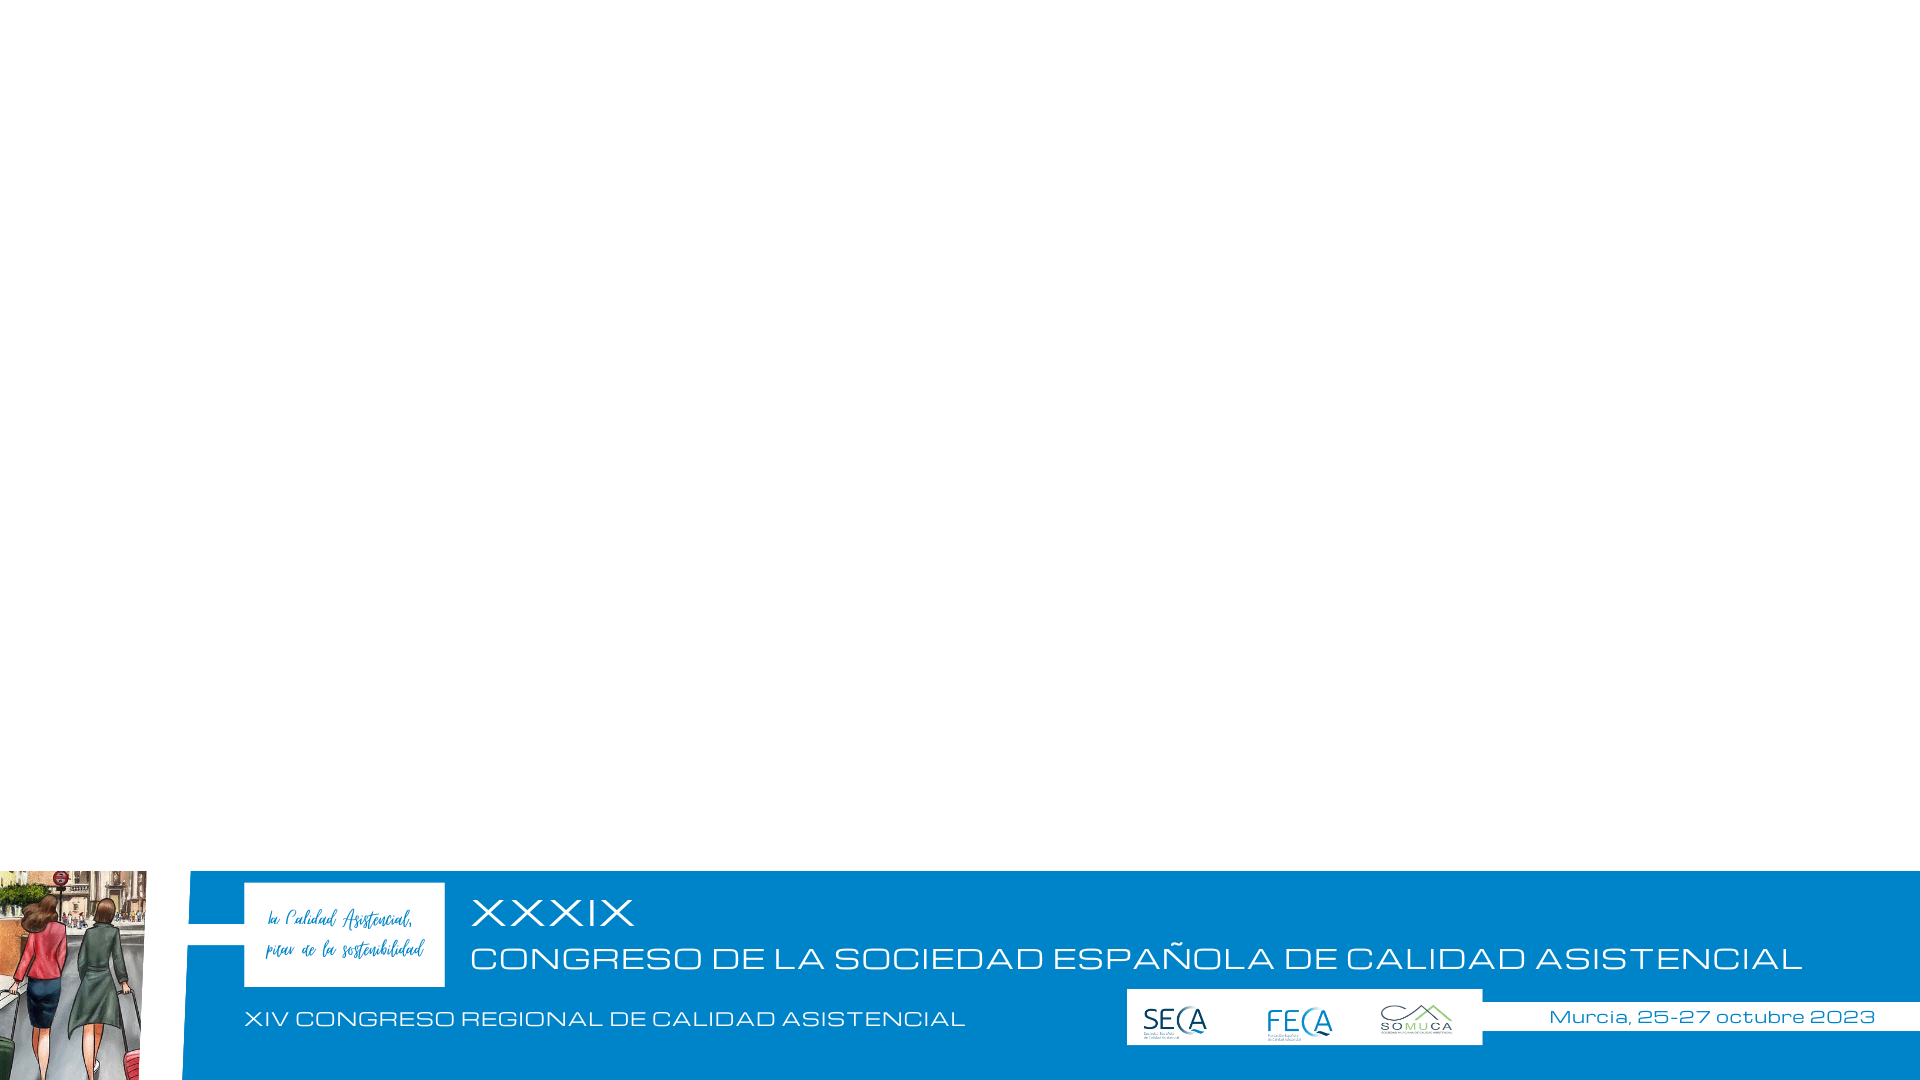 la Calidad Asistencial,
pilar de la sostenibilidad
XXXIX
CONGRESO DE LA SOCIEDAD ESPAÑOLA DE CALIDAD ASISTENCIAL
XIV CONGRESO REGIONAL DE CALIDAD ASISTENCIAL
SECA
FECA
SOMUCA
Murcia, 25-27 octubre 2023